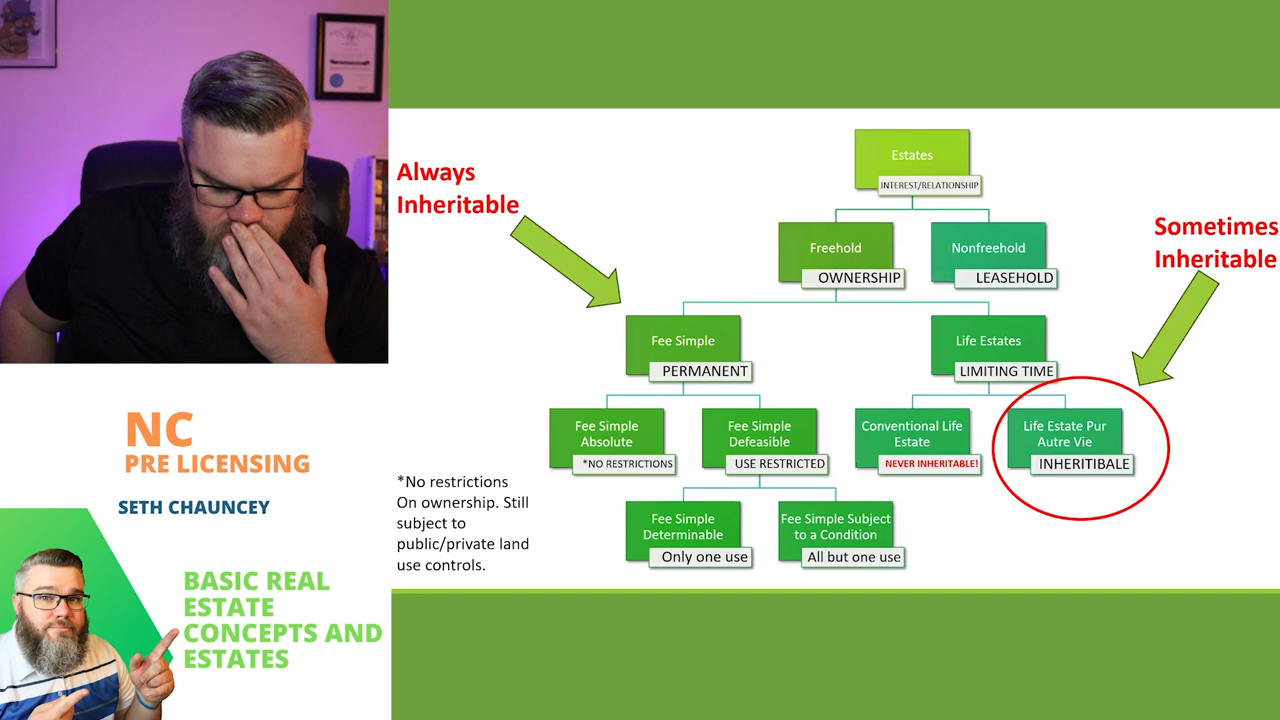 Always
Inheritable
Estates
INTEREST/RELATIONSHIP
Sometimes
Inheritable
Freehold
OWNERSHIP
Nonfreehold
LEASEHOLD
Fee Simple
PERMANENT
Life Estates
LIMITING TIME
Fee Simple
Absolute
*NO RESTRICTIONS
Fee Simple
Defeasible
USE RESTRICTED
Conventional Life
Estate
NEVER INHERITABLE!
Life Estate Pur
Autre Vie
INHERITIBALE
*No restrictions
On ownership. Still
subject to
public/private land
use controls.
Fee Simple
Determinable
Only one use
Fee Simple Subject
to a Condition
All but one use
NC
PRE LICENSING
SETH CHAUNCEY
BASIC REAL
ESTATE
CONCEPTS AND
ESTATES